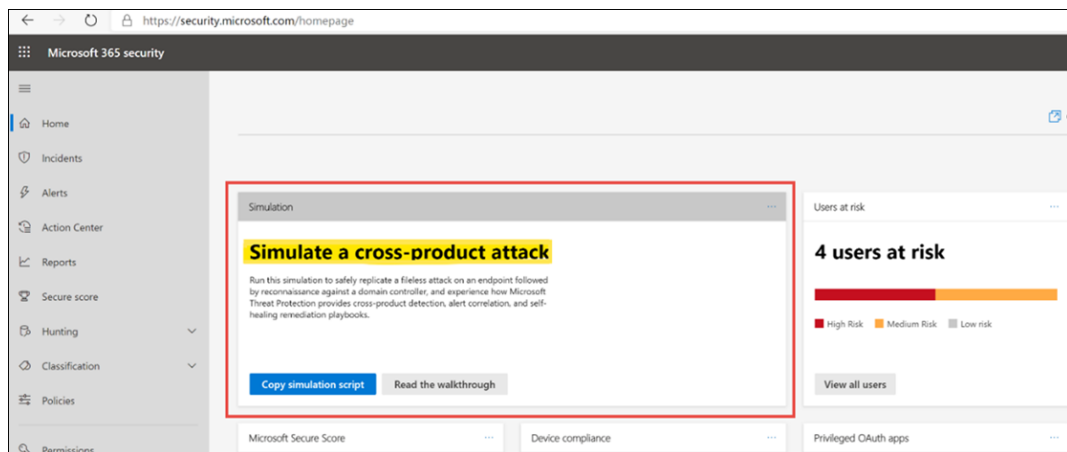 https://security.microsoft.com/homepage
Microsoft 365 security
Home
Incidents
Alerts
Action Center
Reports
Secure score
Hunting
Classification
Policies
Permissions
Simulation
Simulate a cross-product attack
Run this simulation to safely replicate a fileless attack on an endpoint followed
by reconnaissance against a domain controller, and experience how Microsoft
Threat Protection provides cross-product detection, alert correlation, and self-
healing remediation playbooks.
Copy simulation script
Read the walkthrough
Users at risk
4 users at risk
High Risk
Medium Risk
Low risk
View all users
Microsoft Secure Score
Device compliance
Privileged OAuth apps